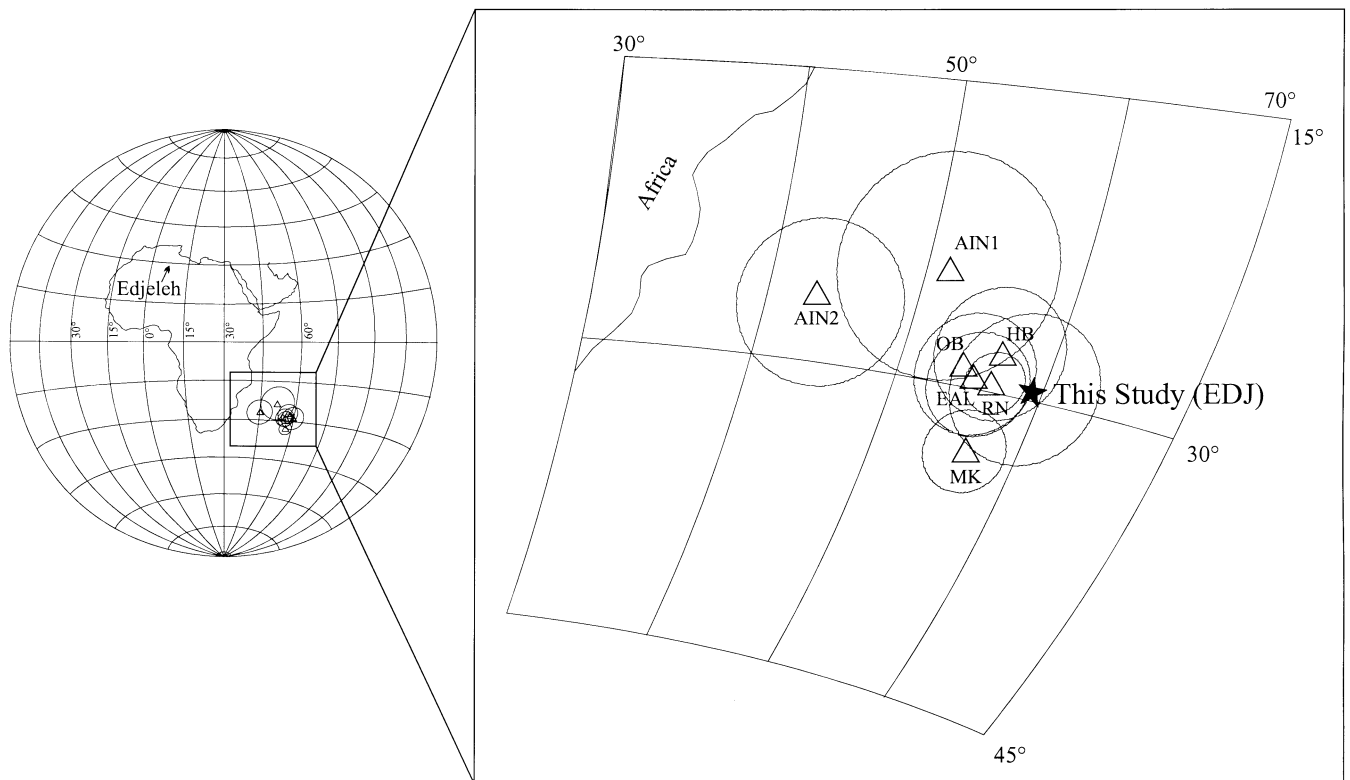 Edjeleh
30°
15°
0°
15°
30°
60°
30°
50°
70°
15°
Africa
AIN1
AIN2
OB
HB
EAL
RN
This Study (EDJ)
30°
MK
45°